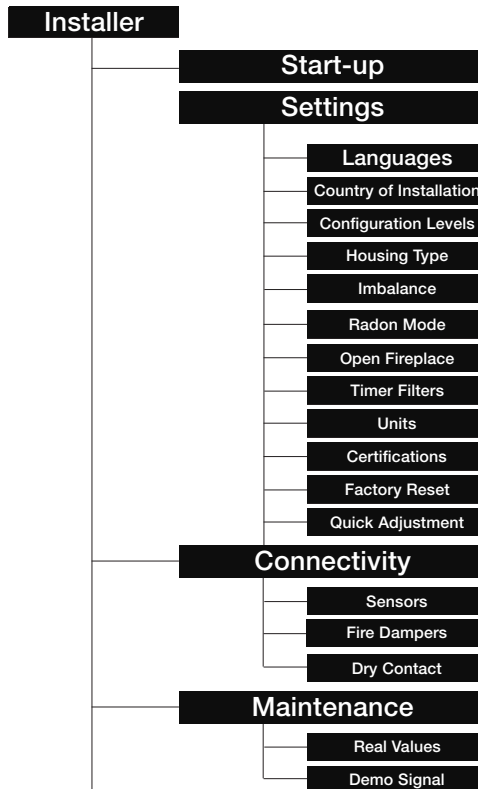 Installer
Start-up
Settings
Languages
Country of Installation
Configuration Levels
Housing Type
Imbalance
Radon Mode
Open Fireplace
Timer Filters
Units
Certifications
Factory Reset
Quick Adjustment
Connectivity
Sensors
Fire Dampers
Dry Contact
Maintenance
Real Values
Demo Signal